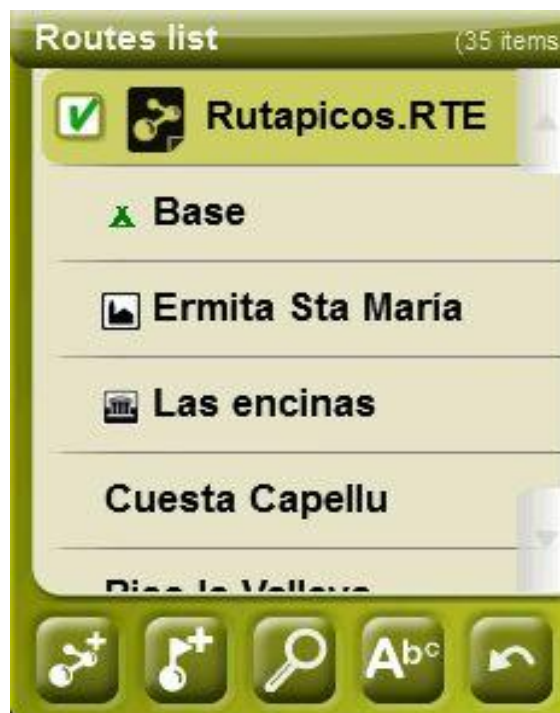 Routes list (35 items
Rutapicos.RTE
Base
Ermita Sta María
Las encinas
Cuesta Capellu
Abc